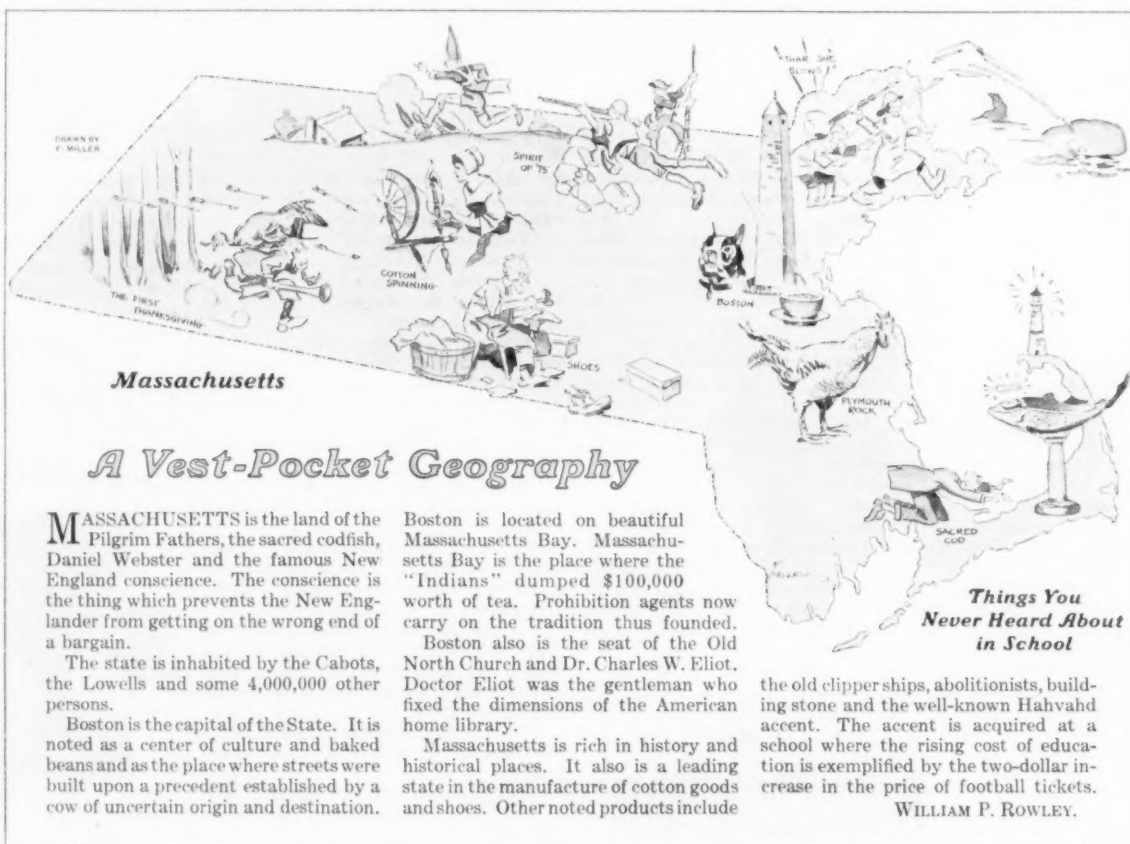 "THAR SHE
BLOWS!"
DRAWN BY
F. MILLER
SPIRIT
OF '75
COTTON
SPINNING
BOSTON
THE FIRST
THANKSGIVING
SHOES
PLYMOUTH
ROCK
SACRED
COD
Massachusetts
A Vest-Pocket Geography
MASSACHUSETTS is the land of the
Pilgrim Fathers, the sacred codfish,
Daniel Webster and the famous New
England conscience. The conscience is
the thing which prevents the New Eng-
lander from getting on the wrong end of
a bargain.
The state is inhabited by the Cabots,
the Lowells and some 4,000,000 other
persons.
Boston is the capital of the State. It is
noted as a center of culture and baked
beans and as the place where streets were
built upon a precedent established by a
cow of uncertain origin and destination.
Boston is located on beautiful
Massachusetts Bay. Massachu-
setts Bay is the place where the
"Indians" dumped $100,000
worth of tea. Prohibition agents now
carry on the tradition thus founded.
Boston also is the seat of the Old
North Church and Dr. Charles W. Eliot.
Doctor Eliot was the gentleman who
fixed the dimensions of the American
home library.
Massachusetts is rich in history and
historical places. It also is a leading
state in the manufacture of cotton goods
and shoes. Other noted products include
Things You
Never Heard About
in School
the old clipper ships, abolitionists, build-
ing stone and the well-known Hahvahd
accent. The accent is acquired at a
school where the rising cost of educa-
tion is exemplified by the two-dollar in-
crease in the price of football tickets.
WILLIAM P. ROWLEY.